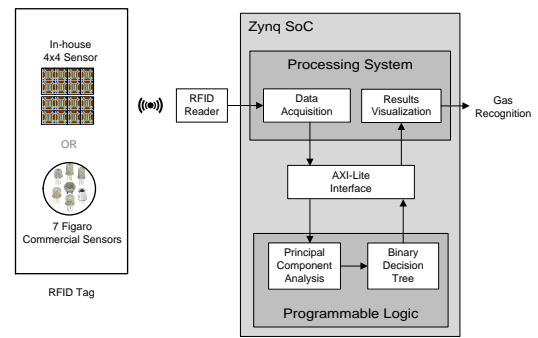 Zynq SoC
In-house
4x4 Sensor
OR
7 Figaro
Commercial Sensors
RFID Tag
RFID
Reader
Processing System
Data
Acquisition
Results
Visualization
Gas
Recognition
AXI-Lite
Interface
Principal
Component
Analysis
Binary
Decision
Tree
Programmable Logic